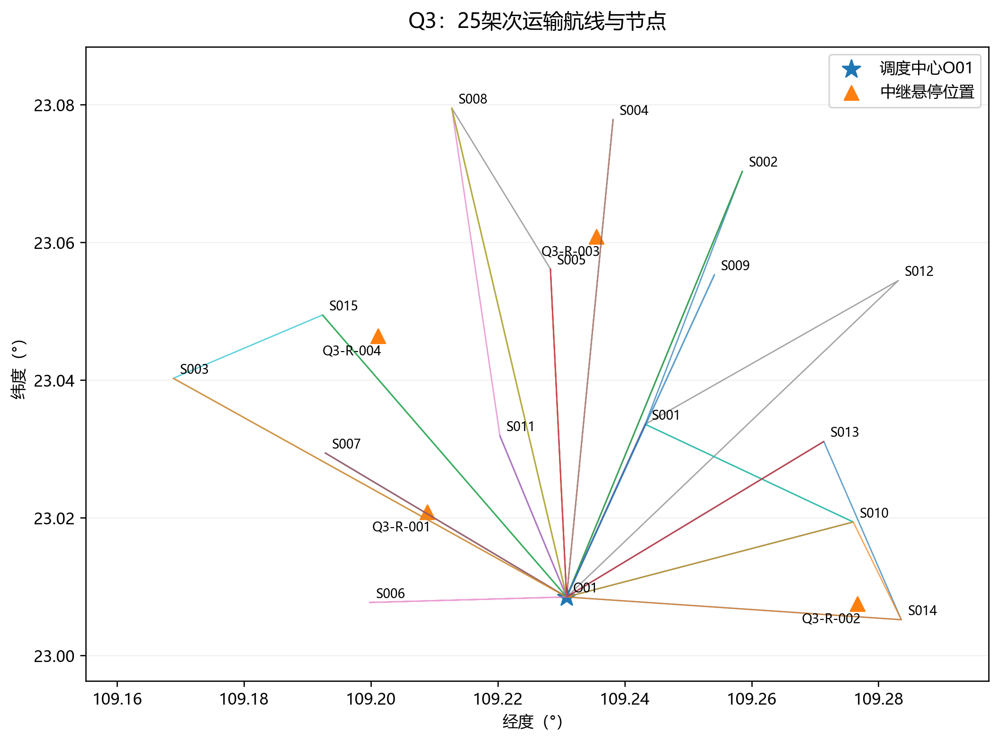 Q3：25架次运输航线与节点
调度中心O01
中继悬停位置
S008
S004
S002
Q3-R-003
S005
S009
S012
S015
Q3-R-004
S003
S001
S011
S013
S007
S010
Q3-R-001
O01
S006
S014
Q3-R-002
23.08
23.06
23.04
23.02
23.00
纬度（°）
109.16
109.18
109.20
109.22
109.24
109.26
109.28
经度（°）